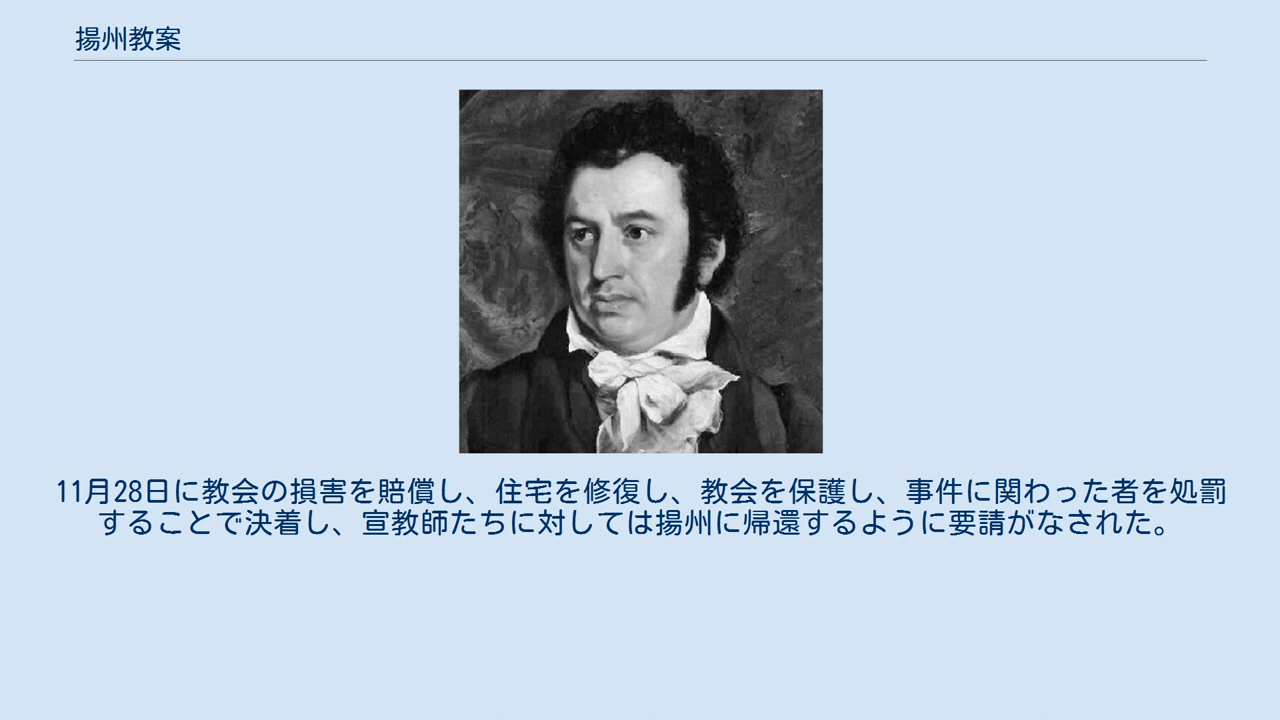 揚州教案
11月28日に教会の損害を賠償し、住宅を修復し、教会を保護し、事件に関わった者を処罰
することで決着し、宣教師たちに対しては揚州に帰還するように要請がなされた。